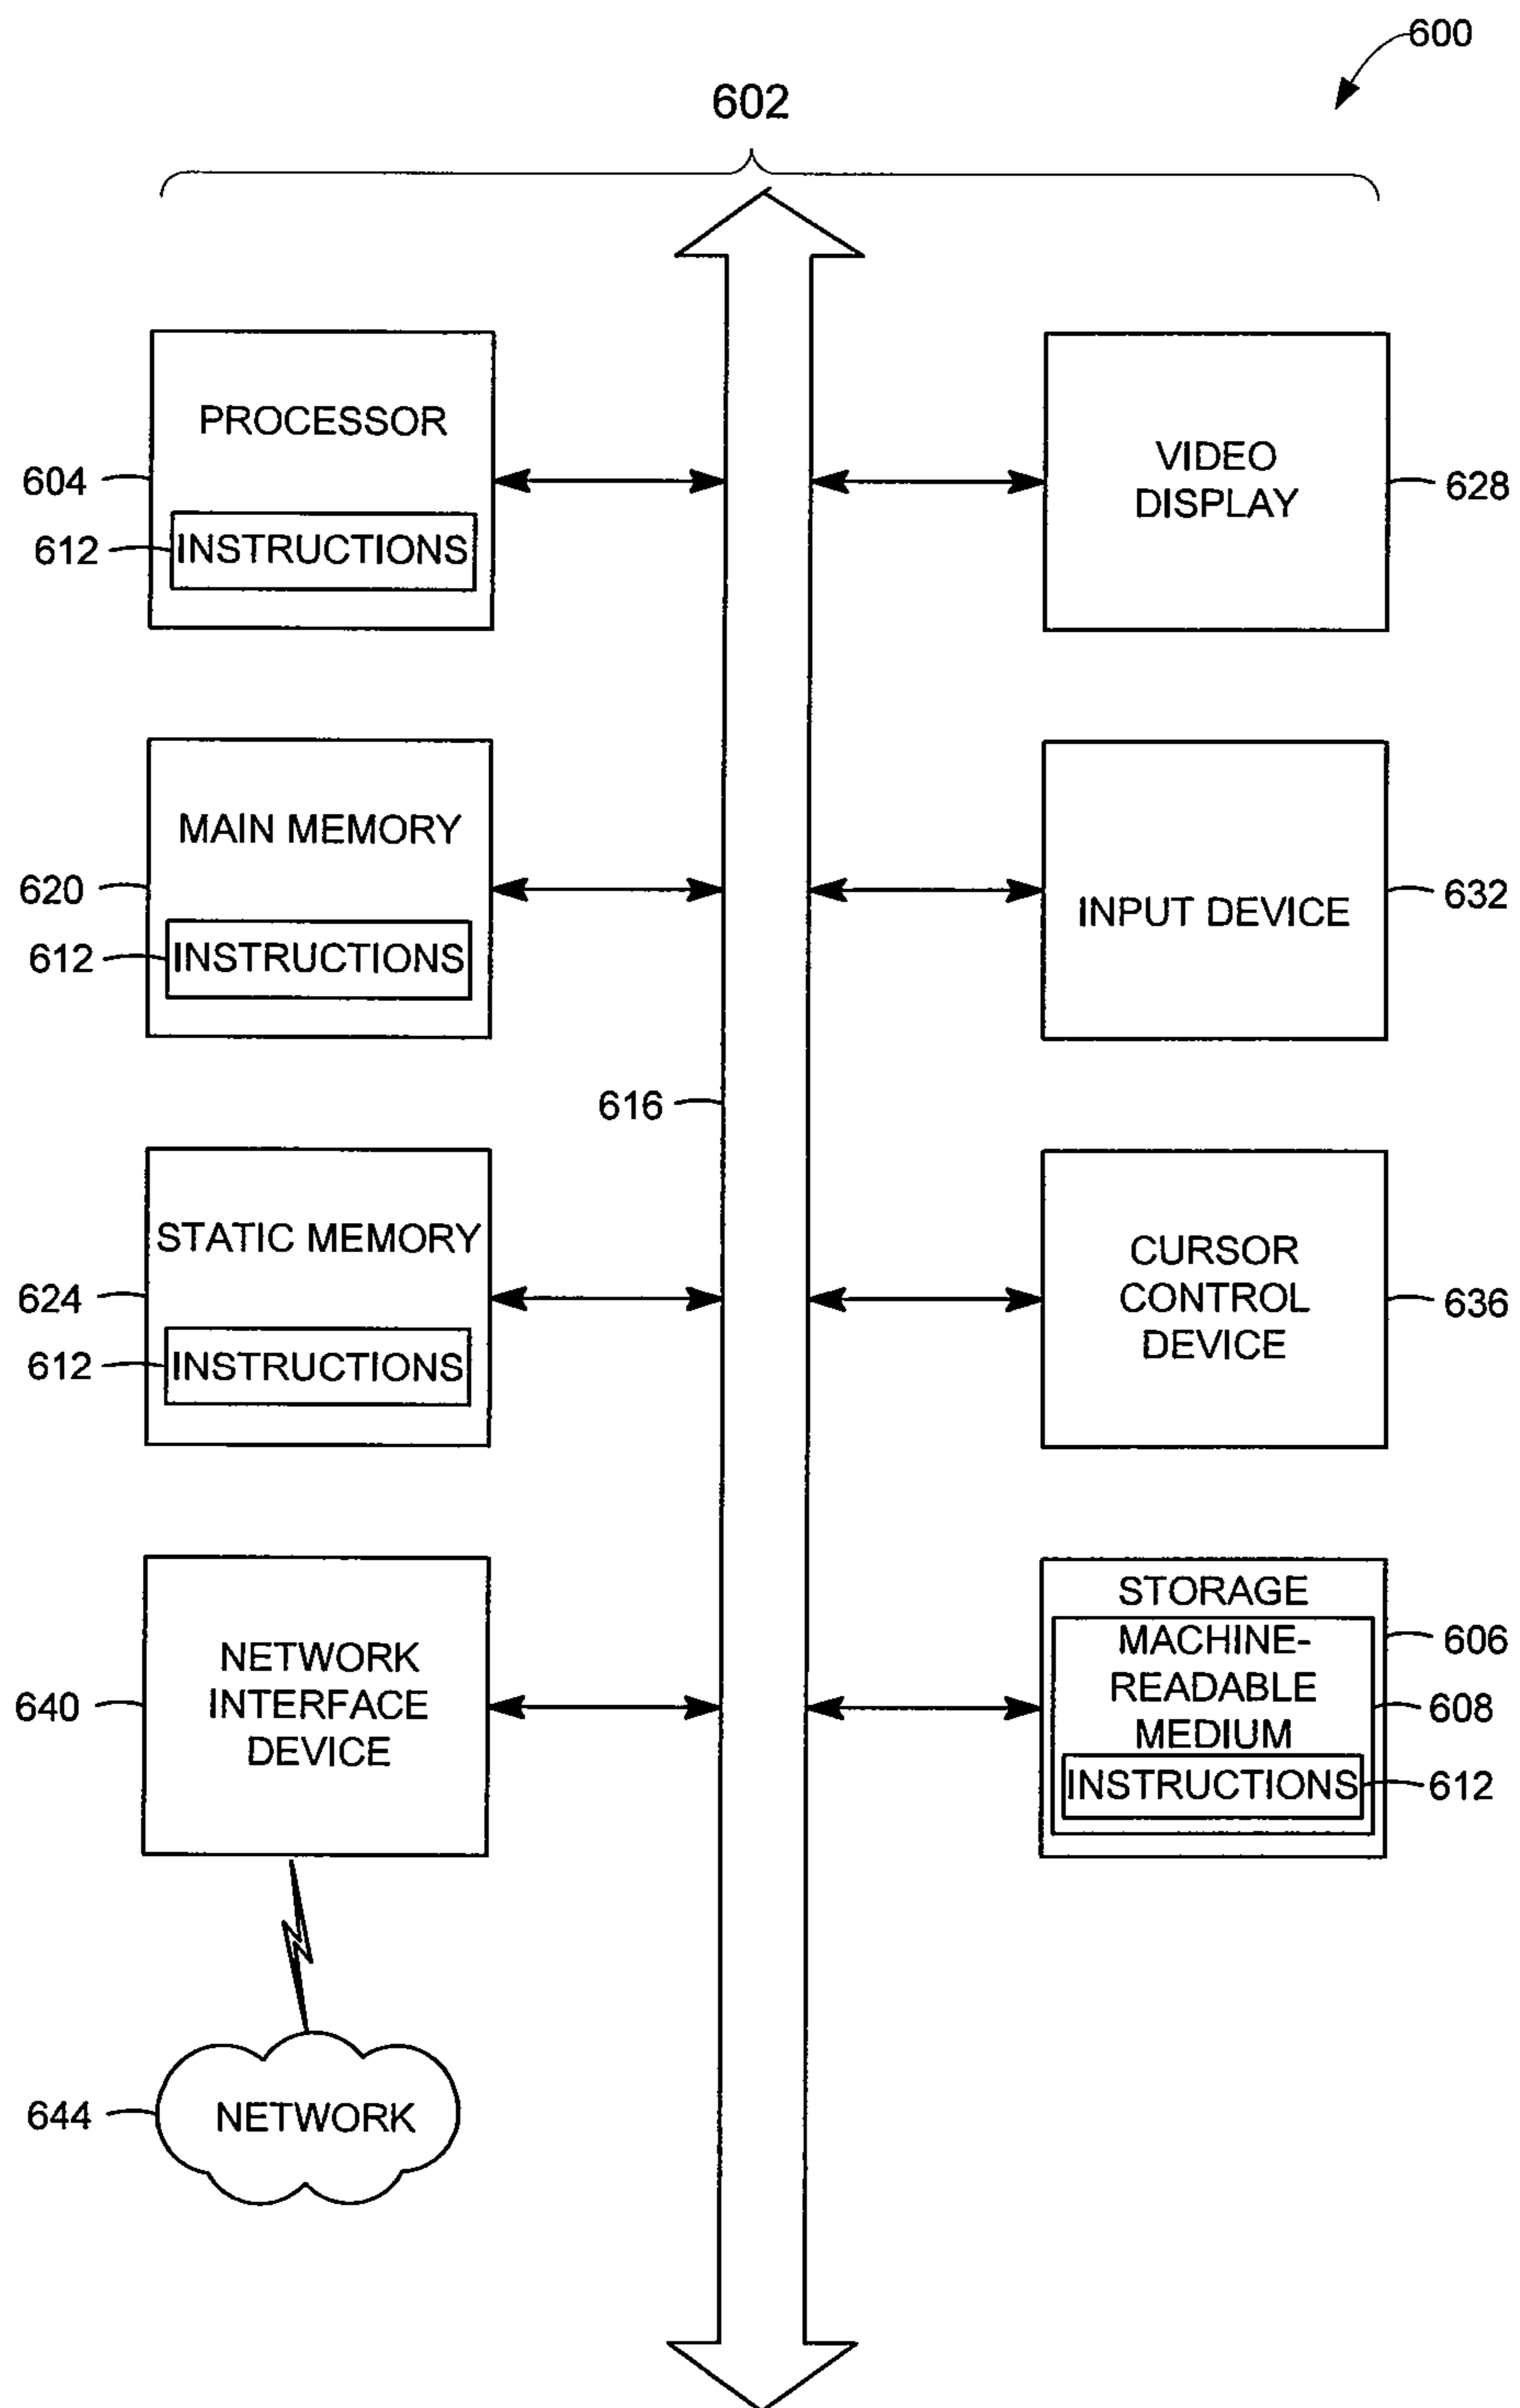 600
602
PROCESSOR
604
612
INSTRUCTIONS
VIDEO
DISPLAY
628
MAIN MEMORY
620
612
INSTRUCTIONS
INPUT DEVICE
632
616
STATIC MEMORY
624
612
INSTRUCTIONS
CURSOR
CONTROL
DEVICE
636
NETWORK
INTERFACE
DEVICE
640
STORAGE
606
MACHINE-
READABLE
MEDIUM
608
INSTRUCTIONS
612
644
NETWORK